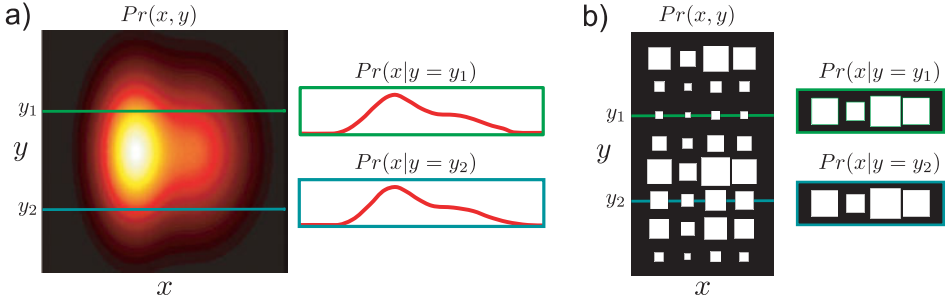 a)
Pr(x, y)
y₁
y
y₂
x
Pr(x|y = y₁)
Pr(x|y = y₂)
b)
Pr(x, y)
y₁
y
y₂
x
Pr(x|y = y₁)
Pr(x|y = y₂)